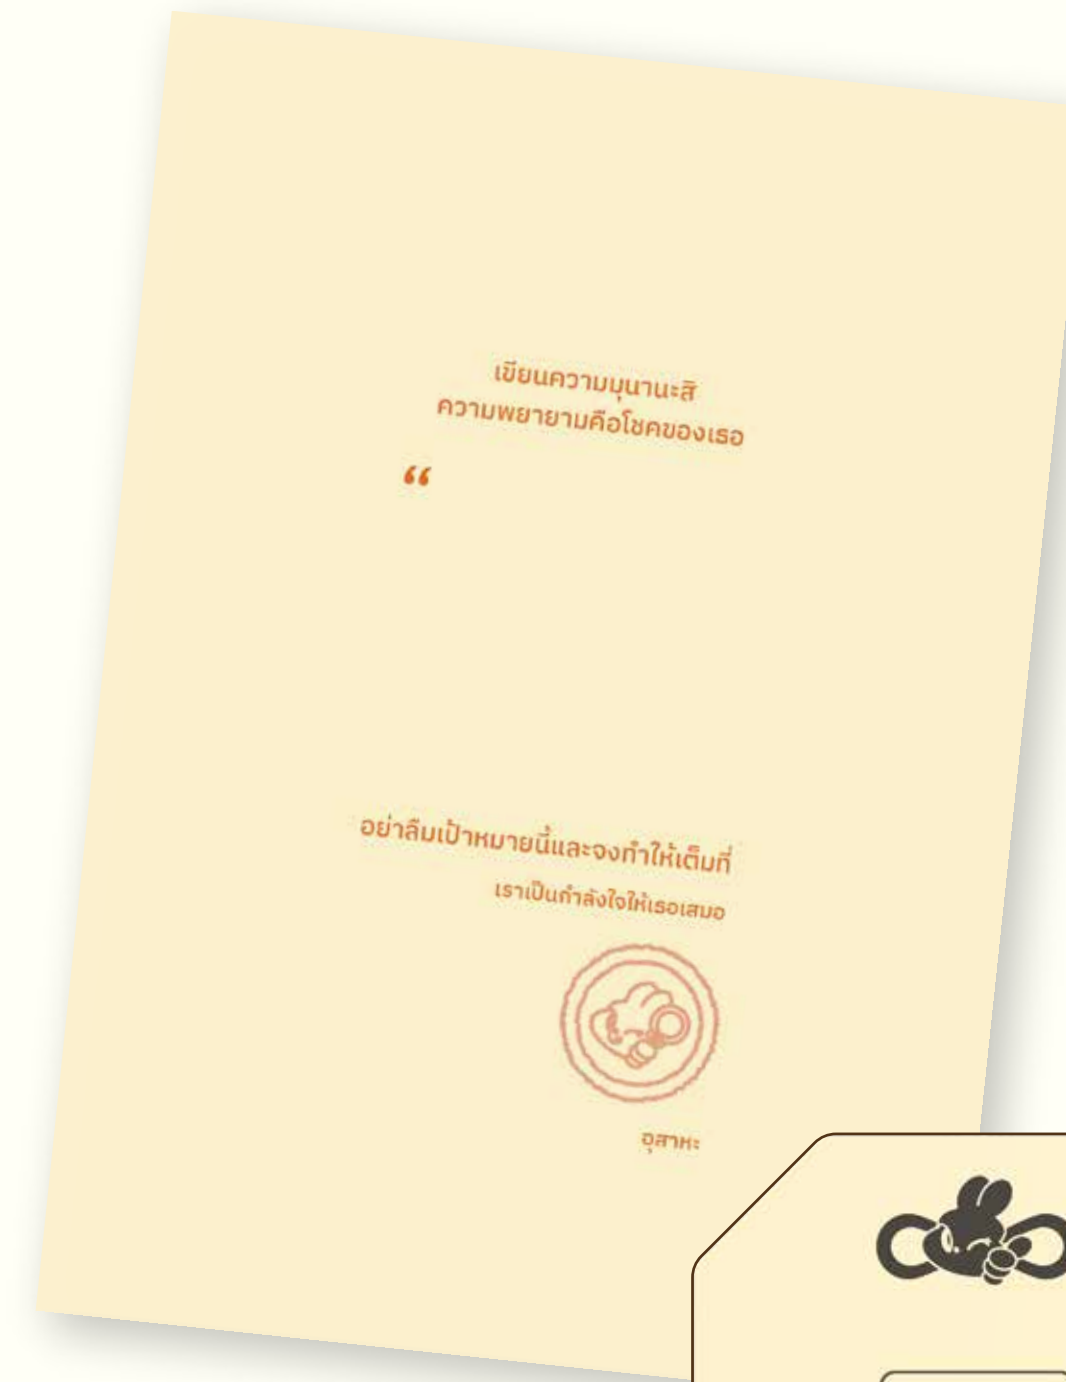 เขียนความมุนานะสิ
ความพยายามคือโชคของเธอ
“
อย่าลืมเป้าหมายนี้และจงทำให้เต็มที่
เราเป็นกำลังใจให้เธอเสมอ
อุสาหะ